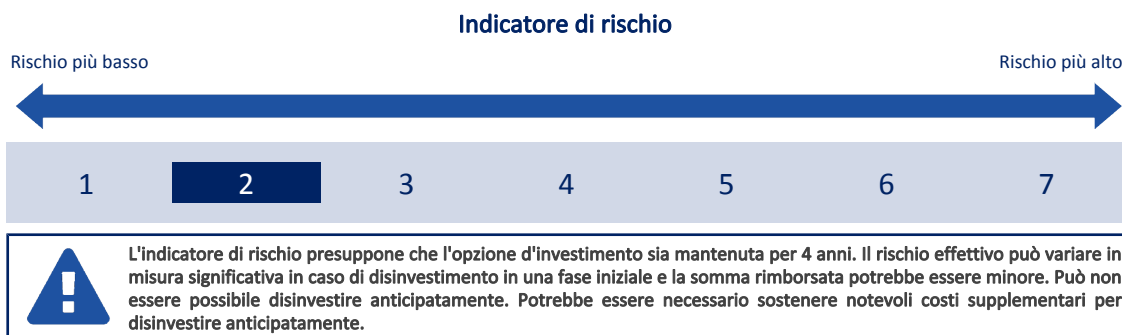 Indicatore di rischio
Rischio più basso Rischio più alto
1 2 3 4 5 6 7
L'indicatore di rischio presuppone che l'opzione d'investimento sia mantenuta per 4 anni. Il rischio effettivo può variare in
misura significativa in caso di disinvestimento in una fase iniziale e la somma rimborsata potrebbe essere minore. Può non
essere possibile disinvestire anticipatamente. Potrebbe essere necessario sostenere notevoli costi supplementari per
disinvestire anticipatamente.